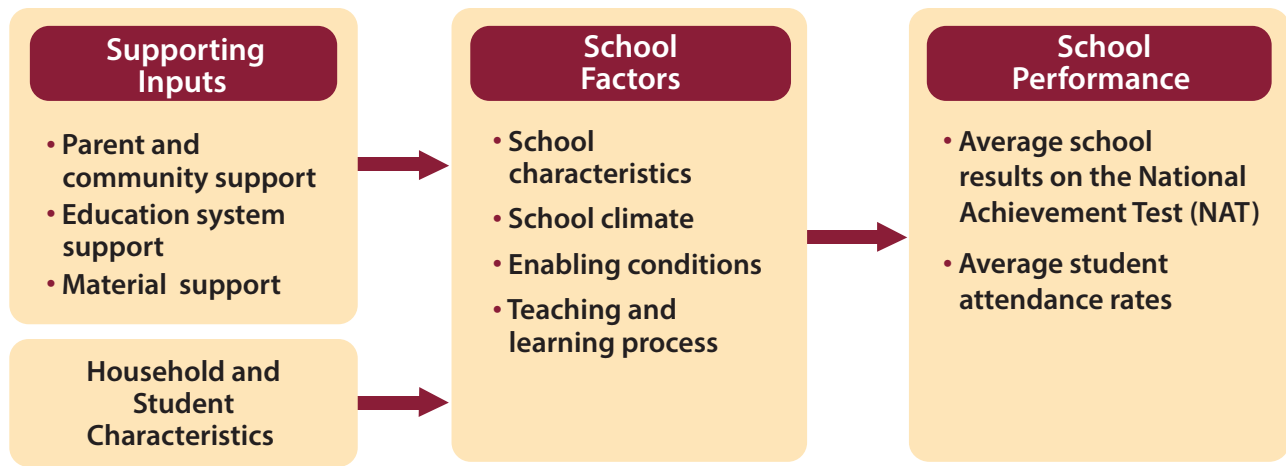 Supporting
Inputs
• Parent and
community support
• Education system
support
• Material support
Household and
Student
Characteristics
School
Factors
• School
characteristics
• School climate
• Enabling conditions
• Teaching and
learning process
School
Performance
• Average school
results on the National
Achievement Test (NAT)
• Average student
attendance rates